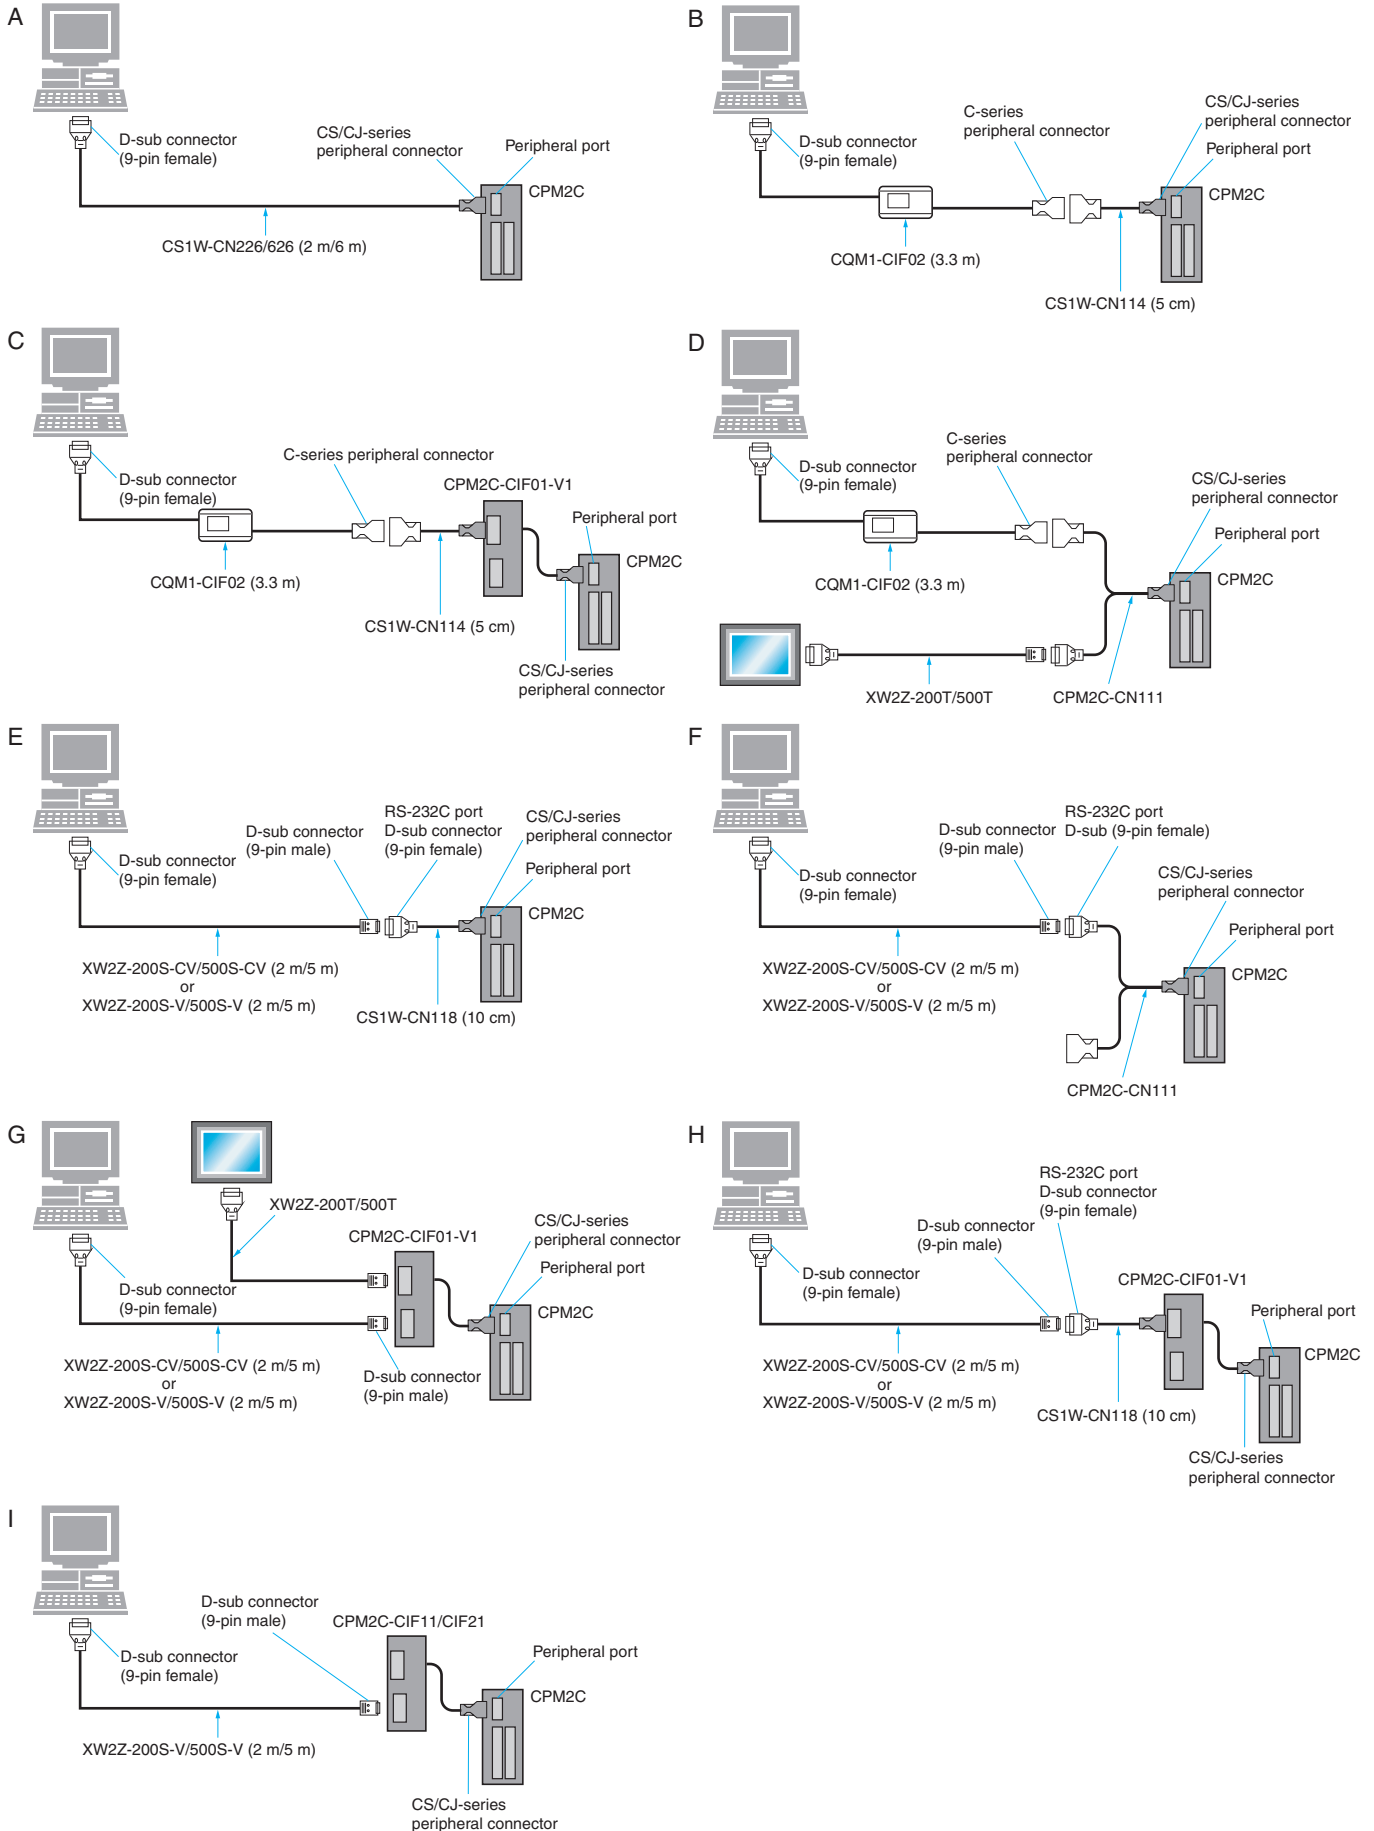 A
D-sub connector
(9-pin female)
CS/CJ-series
peripheral connector
Peripheral port
CPM2C
CS1W-CN226/626 (2 m/6 m)
B
D-sub connector
(9-pin female)
C-series
peripheral connector
CS/CJ-series
peripheral connector
Peripheral port
CPM2C
CQM1-CIF02 (3.3 m)
CS1W-CN114 (5 cm)
C
D-sub connector
(9-pin female)
C-series peripheral connector
CPM2C-CIF01-V1
Peripheral port
CPM2C
CQM1-CIF02 (3.3 m)
CS1W-CN114 (5 cm)
CS/CJ-series
peripheral connector
D
D-sub connector
(9-pin female)
C-series
peripheral connector
CS/CJ-series
peripheral connector
Peripheral port
CPM2C
CQM1-CIF02 (3.3 m)
XW2Z-200T/500T
CPM2C-CN111
E
D-sub connector
(9-pin female)
D-sub connector
(9-pin male)
RS-232C port
D-sub connector
(9-pin female)
CS/CJ-series
peripheral connector
Peripheral port
CPM2C
XW2Z-200S-CV/500S-CV (2 m/5 m)
or
XW2Z-200S-V/500S-V (2 m/5 m)
CS1W-CN118 (10 cm)
F
D-sub connector
(9-pin female)
D-sub connector
(9-pin male)
RS-232C port
D-sub (9-pin female)
CS/CJ-series
peripheral connector
Peripheral port
CPM2C
XW2Z-200S-CV/500S-CV (2 m/5 m)
or
XW2Z-200S-V/500S-V (2 m/5 m)
CPM2C-CN111
G
XW2Z-200T/500T
CPM2C-CIF01-V1
CS/CJ-series
peripheral connector
Peripheral port
CPM2C
D-sub connector
(9-pin female)
XW2Z-200S-CV/500S-CV (2 m/5 m)
or
XW2Z-200S-V/500S-V (2 m/5 m)
D-sub connector
(9-pin male)
H
D-sub connector
(9-pin female)
D-sub connector
(9-pin male)
RS-232C port
D-sub connector
(9-pin female)
CPM2C-CIF01-V1
Peripheral port
CPM2C
XW2Z-200S-CV/500S-CV (2 m/5 m)
or
XW2Z-200S-V/500S-V (2 m/5 m)
CS1W-CN118 (10 cm)
CS/CJ-series
peripheral connector
I
D-sub connector
(9-pin female)
D-sub connector
(9-pin male)
CPM2C-CIF11/CIF21
Peripheral port
CPM2C
XW2Z-200S-V/500S-V (2 m/5 m)
CS/CJ-series
peripheral connector